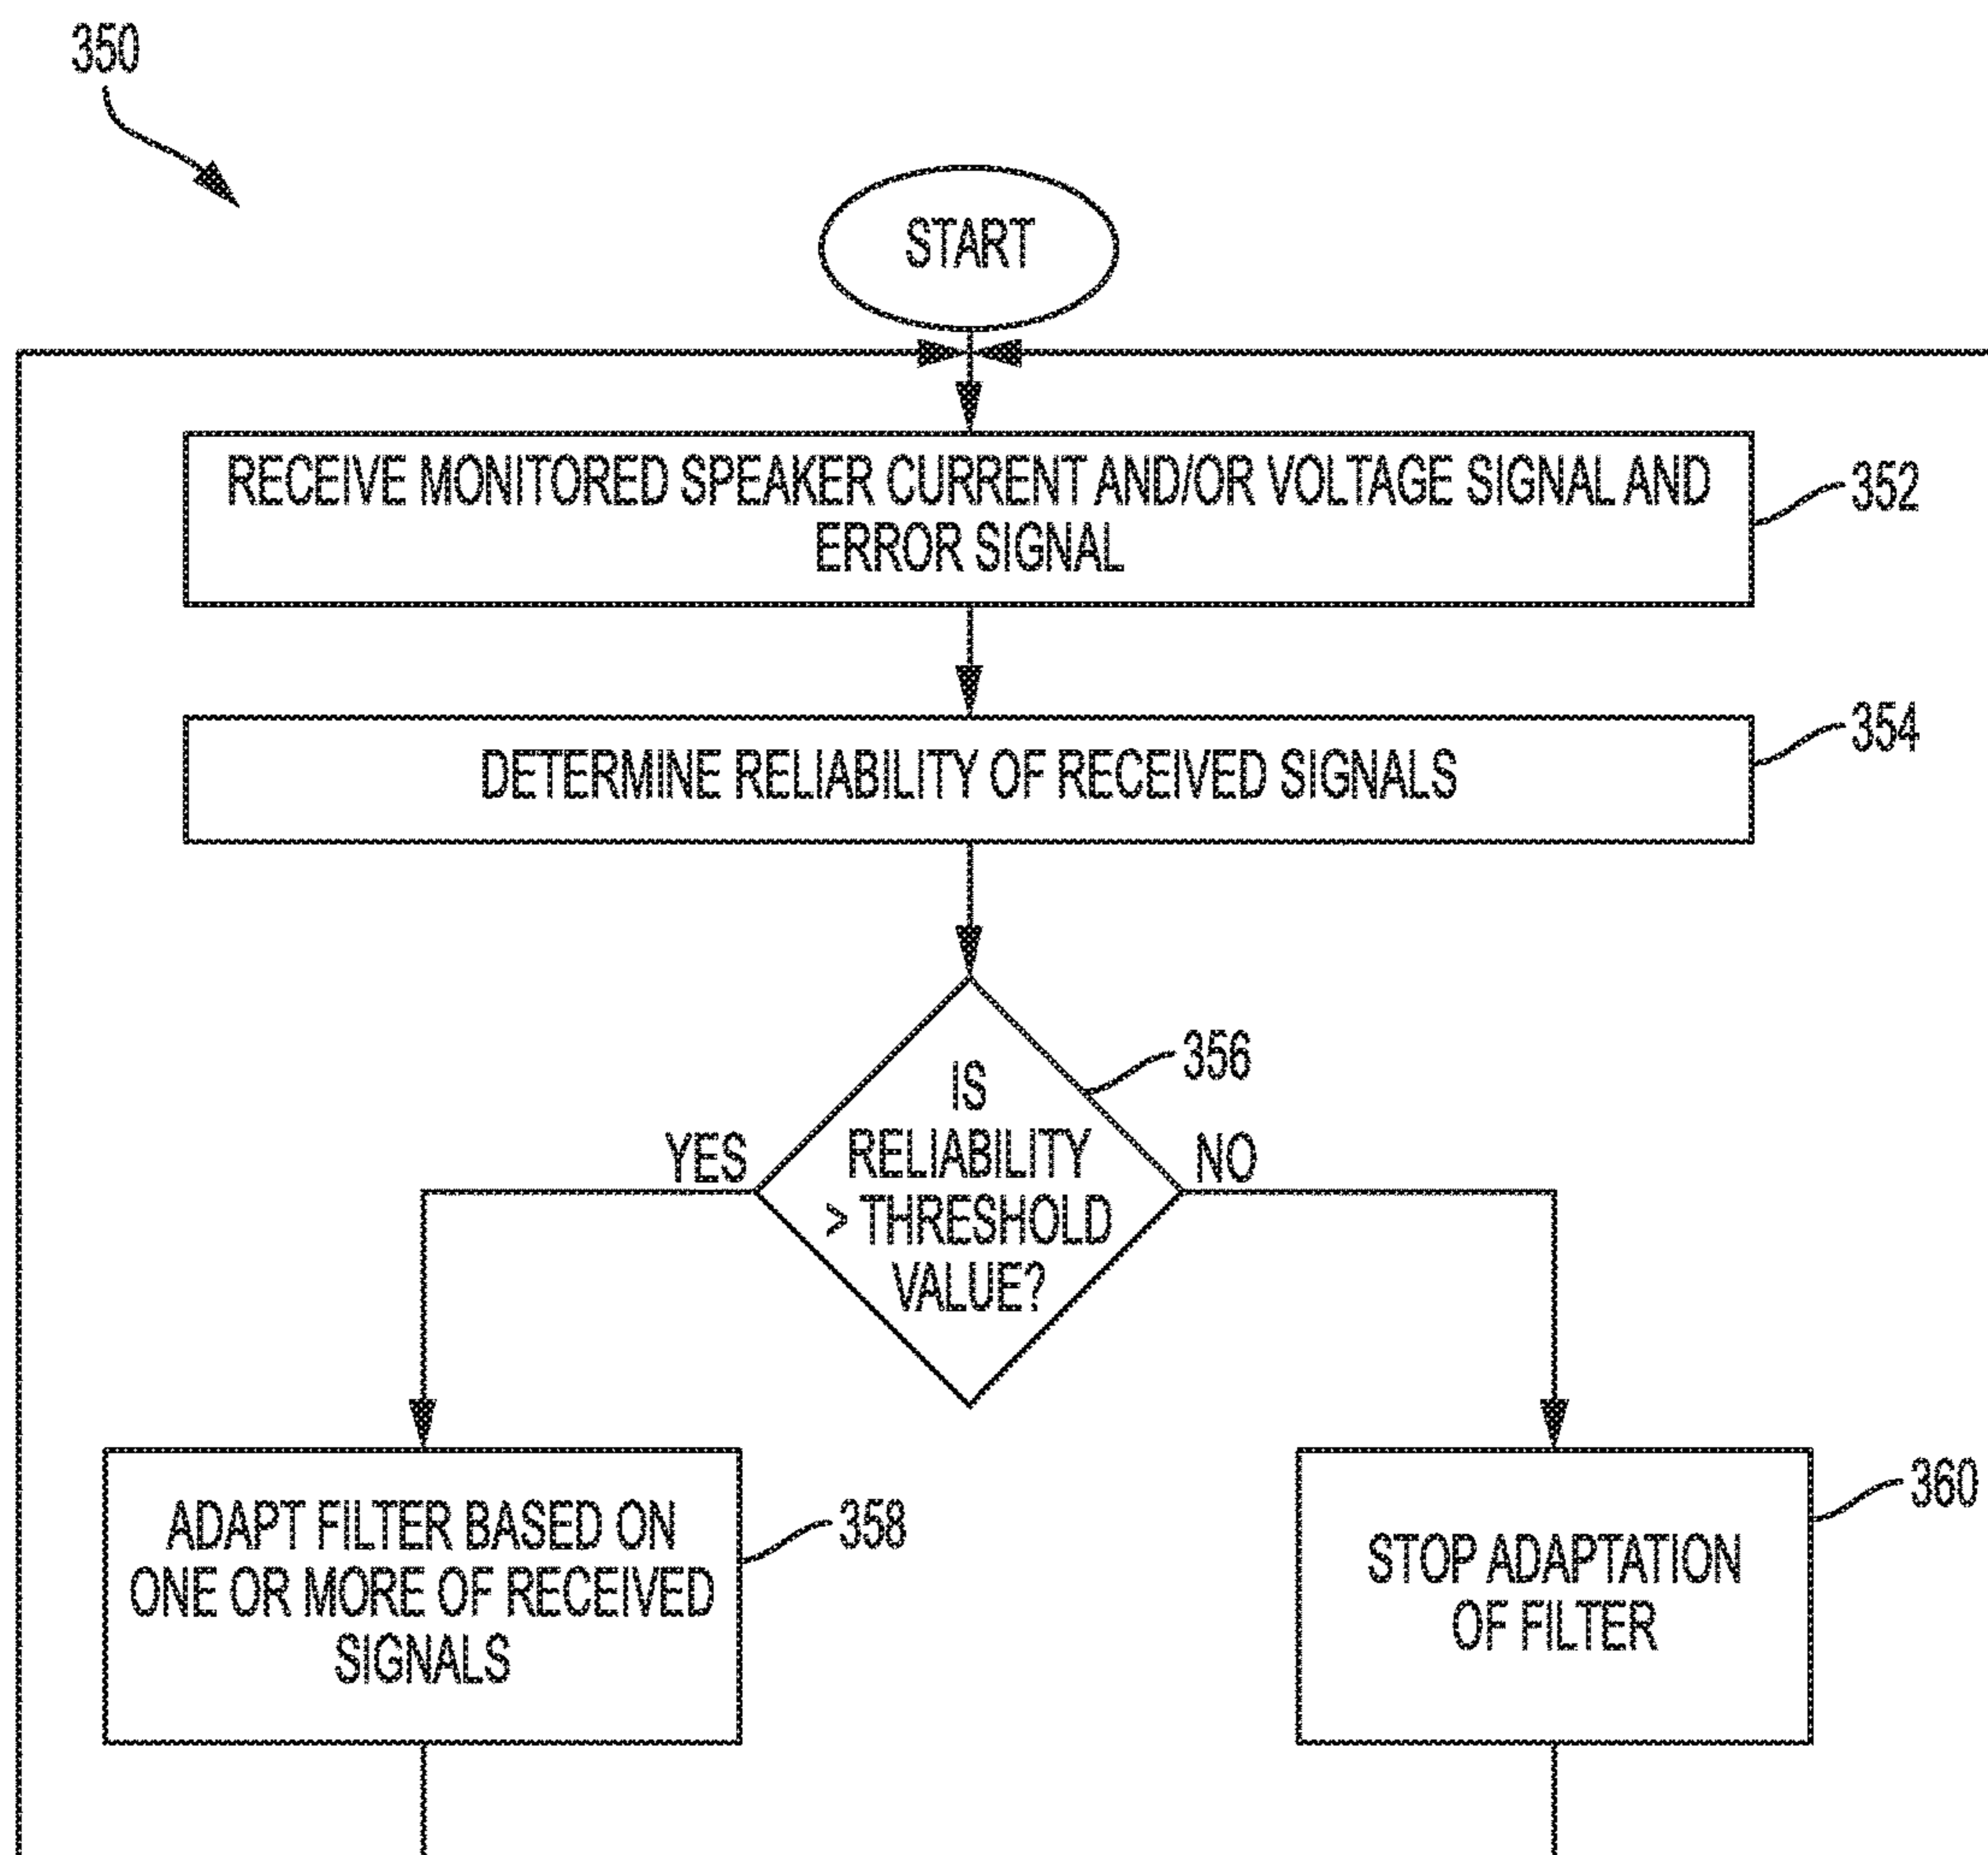 350
START
RECEIVE MONITORED SPEAKER CURRENT AND/OR VOLTAGE SIGNAL AND
ERROR SIGNAL
352
DETERMINE RELIABILITY OF RECEIVED SIGNALS
354
IS
RELIABILITY
> THRESHOLD
VALUE?
356
YES
NO
ADAPT FILTER BASED ON
ONE OR MORE OF RECEIVED
SIGNALS
358
STOP ADAPTATION
OF FILTER
360